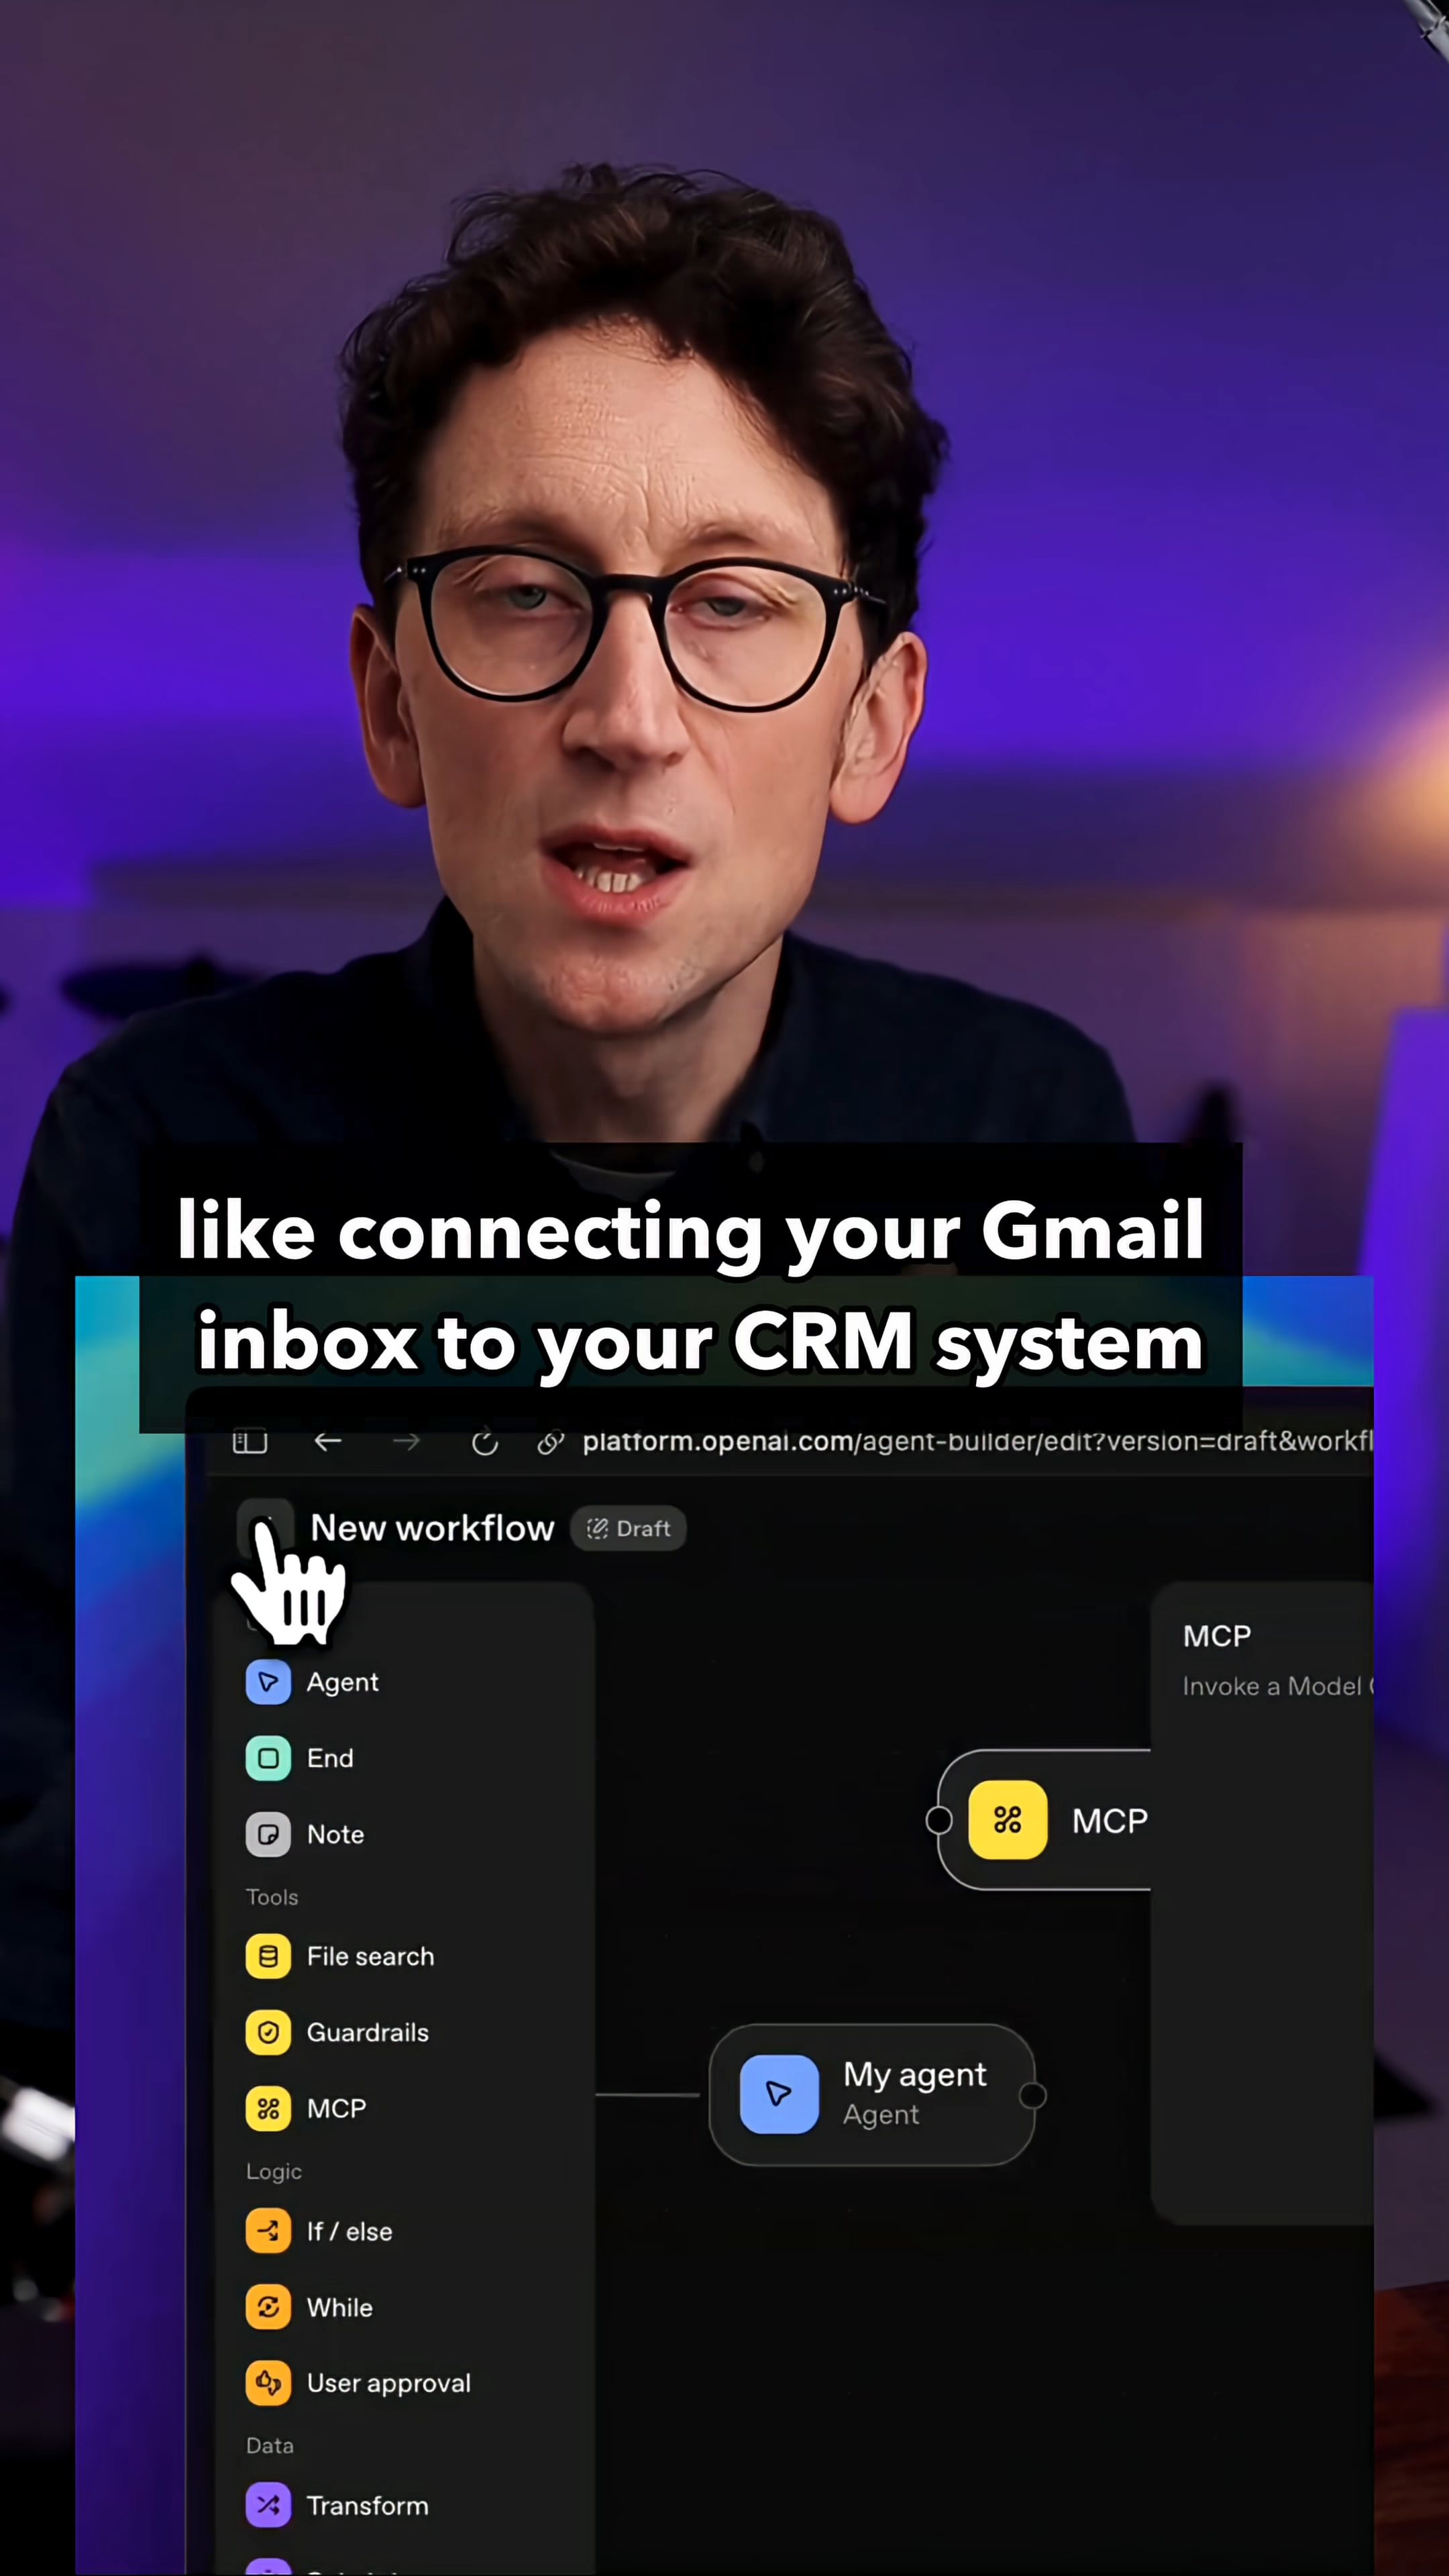 like connecting your Gmail
inbox to your CRM system
platform.openai.com/agent-builder/edit?version=draft&workfl
New workflow
Draft
Agent
End
Note
Tools
File search
Guardrails
MCP
Logic
If / else
While
User approval
Data
Transform
MCP
Invoke a Model
MCP
My agent
Agent